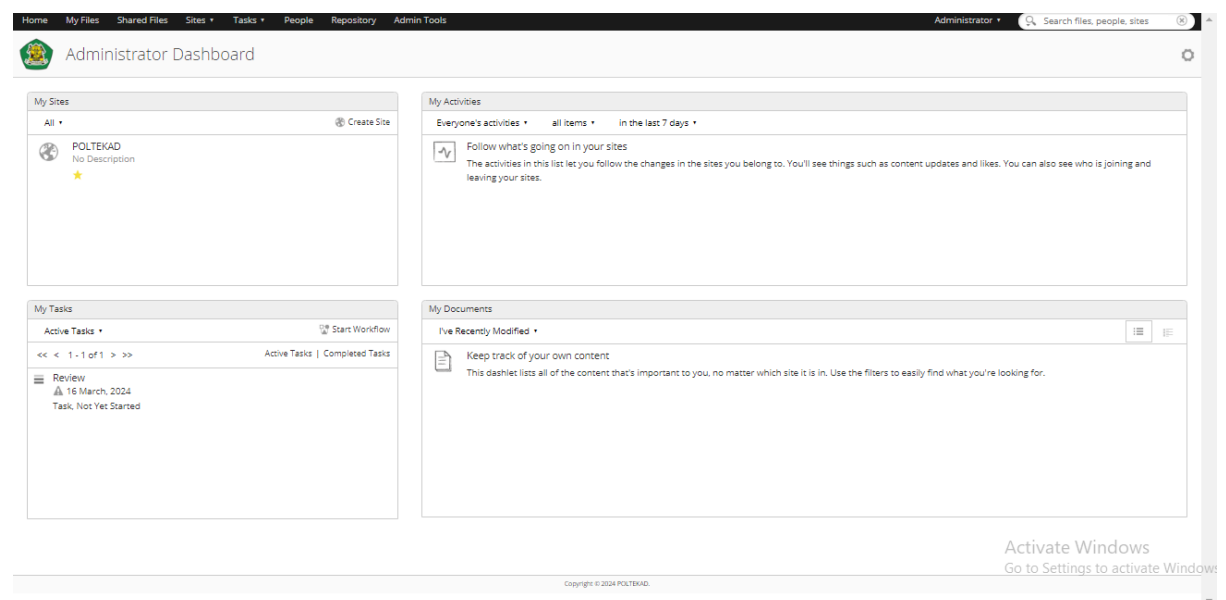 Home My Files Shared Files Sites Tasks People Repository Admin Tools Administrator Search files, people, sites
Administrator Dashboard
My Sites
All Create Site
POLTEKAD
No Description
My Activities
Everyone's activities all items in the last 7 days
Follow what's going on in your sites
The activities in this list let you follow the changes in the sites you belong to. You'll see things such as content updates and likes. You can also see who is joining and
leaving your sites.
My Tasks
Active Tasks Start Workflow
<< < 1 - 1 of 1 > >> Active Tasks | Completed Tasks
Review
16 March, 2024
Task, Not Yet Started
My Documents
I've Recently Modified
Keep track of your own content
This dashlet lists all of the content that's important to you, no matter which site it is in. Use the filters to easily find what you're looking for.
Activate Windows
Go to Settings to activate Windows
Copyright © 2024 POLTEKAD.